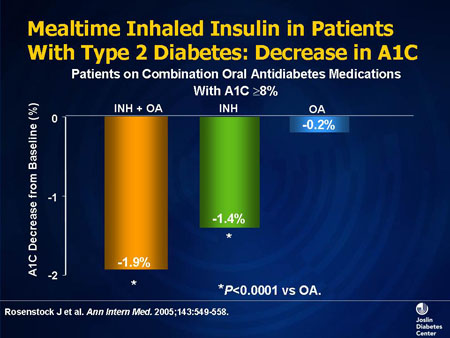 Mealtime Inhaled Insulin in Patients
With Type 2 Diabetes: Decrease in A1C
Patients on Combination Oral Antidiabetes Medications
With A1C ≥8%
INH + OA INH OA
A1C Decrease from Baseline (%)
0
-1
-2
-0.2%
-1.4%
*
-1.9%
*
*P<0.0001 vs OA.
Rosenstock J et al. Ann Intern Med. 2005;143:549-558.
Joslin
Diabetes
Center